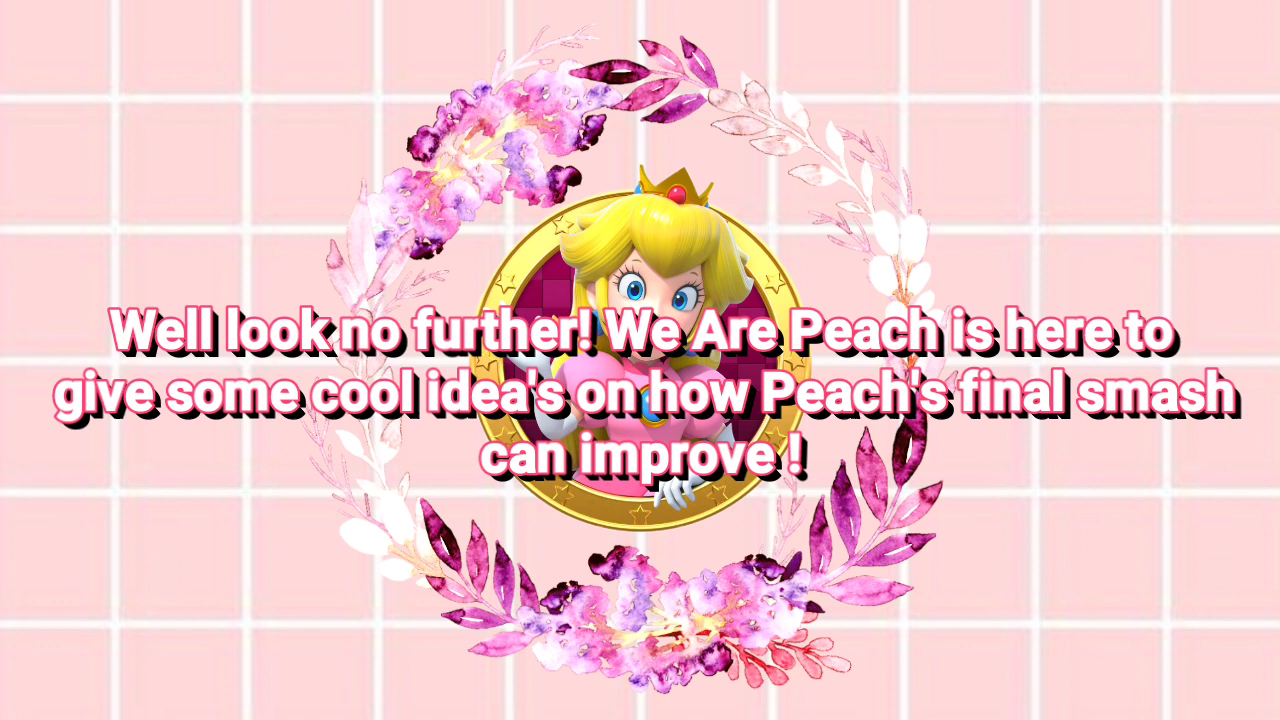 Well look no further! We Are Peach is here to
give some cool idea's on how Peach's final smash
can improve !